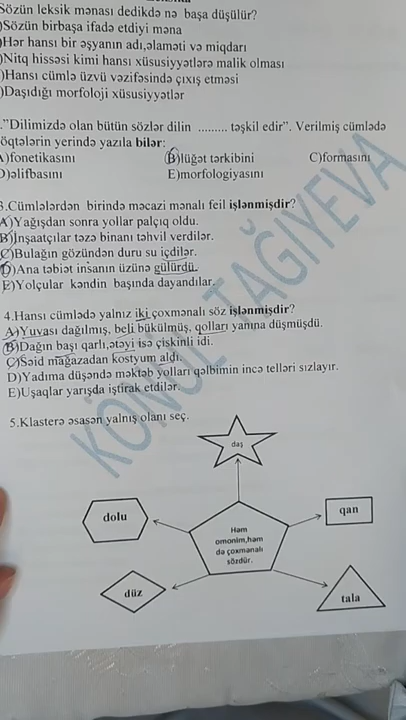 Sözün leksik mənası dedikdə nə başa düşülür?
)Sözün birbaşa ifadə etdiyi məna
)Hər hansı bir əşyanın adı,əlaməti və miqdarı
)Nitq hissəsi kimi hansı xüsusiyyətlərə malik olması
)Hansı cümlə üzvü vəzifəsində çıxış etməsi
)Daşıdığı morfoloji xüsusiyyətlər
."Dilimizdə olan bütün sözlər dilin ......... təşkil edir". Verilmiş cümlədə
öqtələrin yerində yazıla bilər:
A)fonetikasını B)lüğət tərkibini C)formasını
D)əlifbasını E)morfologiyasını
3.Cümlələrdən birində məcazi mənalı feil işlənmişdir?
A)Yağışdan sonra yollar palçıq oldu.
B)İnşaatçılar təzə binanı təhvil verdilər.
C)Bulağın gözündən duru su içdilər.
D)Ana təbiət insanın üzünə gülürdü.
E)Yolçular kəndin başında dayandılar.
4.Hansı cümlədə yalnız iki çoxmənalı söz işlənmişdir?
A)Yuvası dağılmış, beli bükülmüş, qolları yanına düşmüşdü.
B)Dağın başı qarlı,ətəyi isə çiskinli idi.
C)Səid mağazadan kostyum aldı.
D)Yadıma düşəndə məktəb yolları qəlbimin incə telləri sızlayır.
E)Uşaqlar yarışda iştirak etdilər.
5.Klasterə əsasən yalnış olanı seç.
daş
dolu
qan
Həm
omonim,həm
də çoxmənalı
sözdür.
düz
tala
KÖNÜL TAĞIYEVA